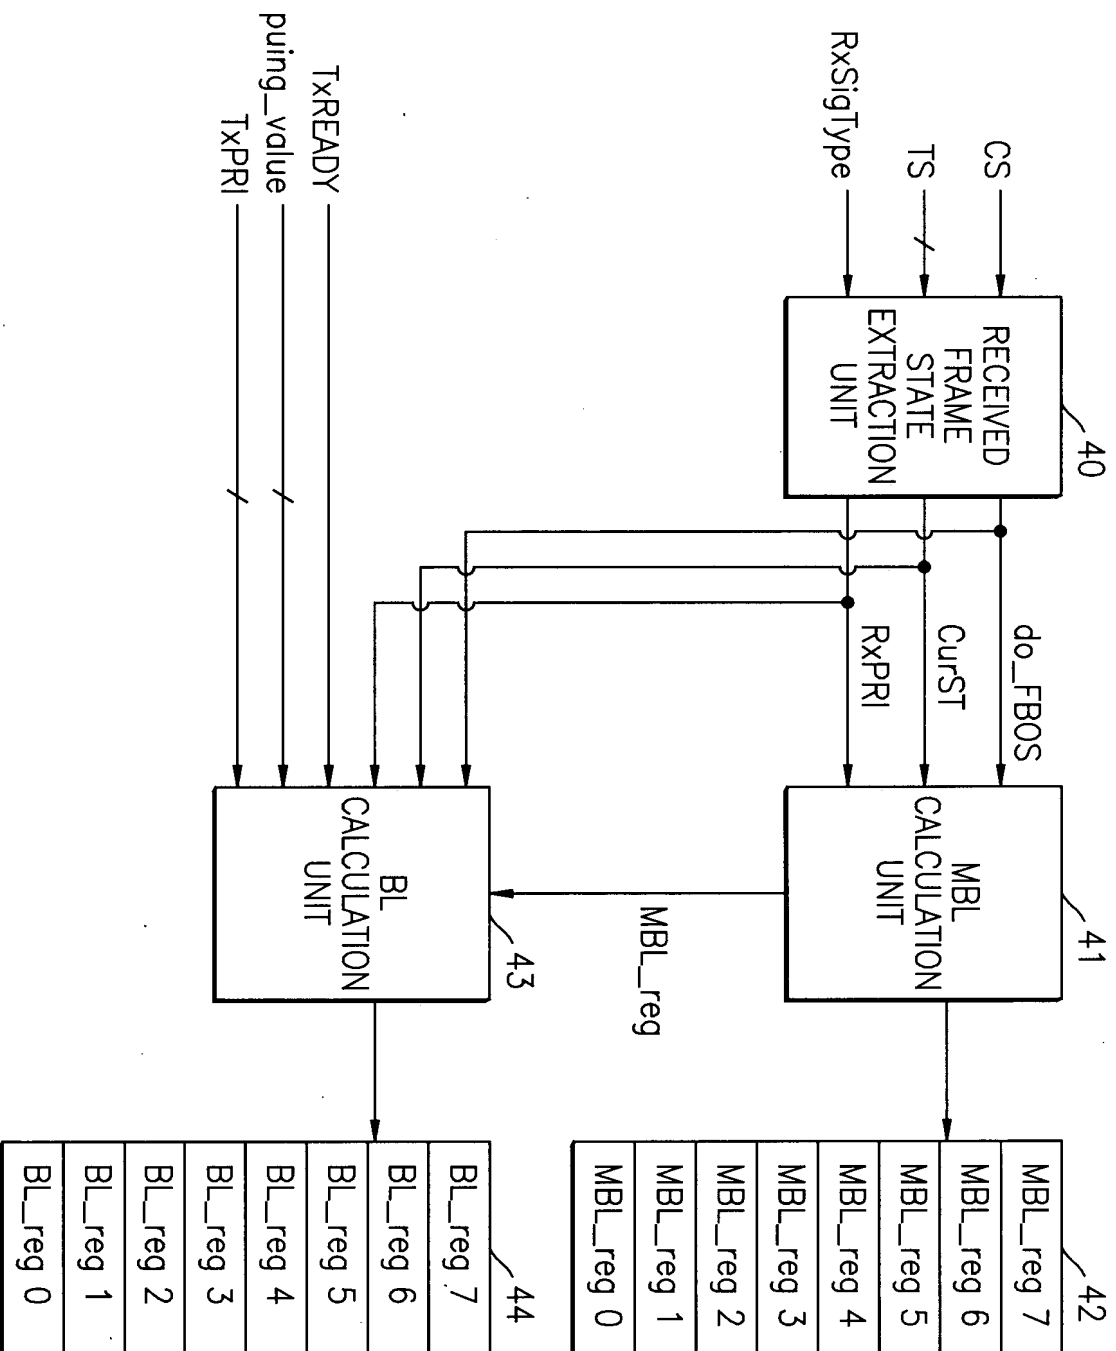 CS
TS
RxSigType
RECEIVED
FRAME
STATE
EXTRACTION
UNIT
40
do_FBOS
CurST
RxPRI
MBL
CALCULATION
UNIT
41
MBL_reg 7
MBL_reg 6
MBL_reg 5
MBL_reg 4
MBL_reg 3
MBL_reg 2
MBL_reg 1
MBL_reg 0
42
MBL_reg
TxREADY
puing_value
TxPRI
BL
CALCULATION
UNIT
43
BL_reg 7
BL_reg 6
BL_reg 5
BL_reg 4
BL_reg 3
BL_reg 2
BL_reg 1
BL_reg 0
44